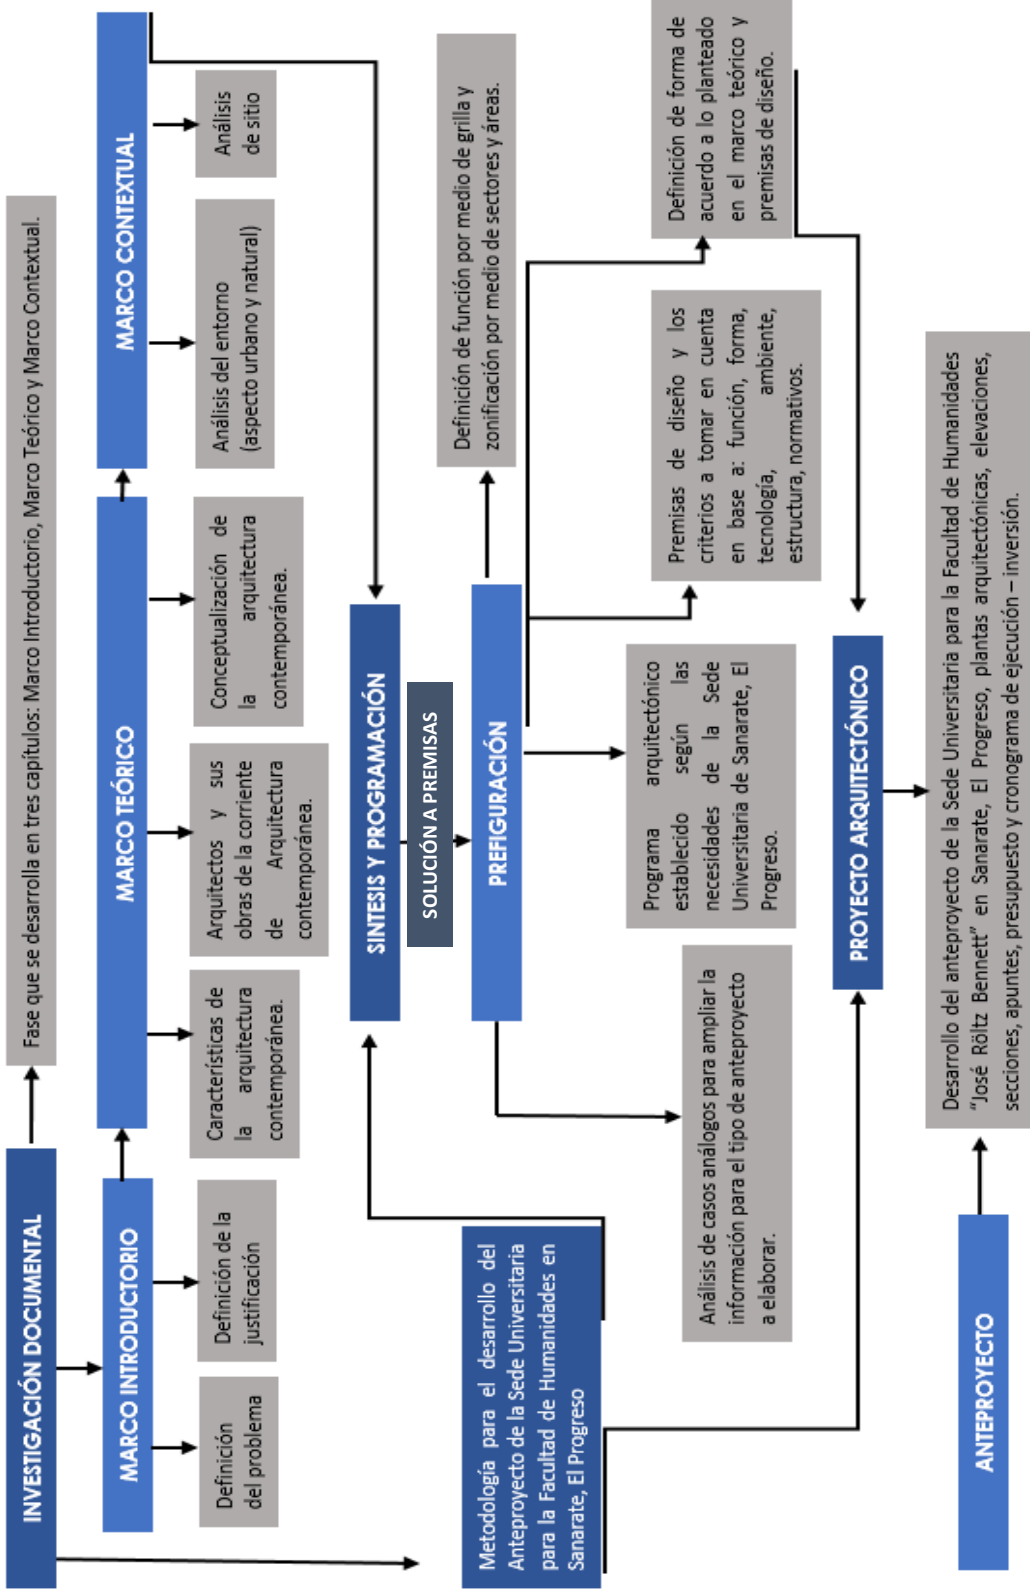 INVESTIGACIÓN DOCUMENTAL
Fase que se desarrolla en tres capítulos: Marco Introductorio, Marco Teórico y Marco Contextual.
MARCO INTRODUCTORIO
MARCO TEÓRICO
MARCO CONTEXTUAL
Definición
del problema
Definición de la
justificación
Características de
la arquitectura
contemporánea.
Arquitectos y sus
obras de la corriente
de Arquitectura
contemporánea.
Conceptualización de
la arquitectura
contemporánea.
Análisis del entorno
(aspecto urbano y natural)
Análisis
de sitio
Metodología para el desarrollo del
Anteproyecto de la Sede Universitaria
para la Facultad de Humanidades en
Sanarate, El Progreso
SINTESIS Y PROGRAMACIÓN
SOLUCIÓN A PREMISAS
PREFIGURACIÓN
Definición de función por medio de grilla y
zonificación por medio de sectores y áreas.
Análisis de casos análogos para ampliar la
información para el tipo de anteproyecto
a elaborar.
Programa arquitectónico
establecido según las
necesidades de la Sede
Universitaria de Sanarate, El
Progreso.
Premisas de diseño y los
criterios a tomar en cuenta
en base a: función, forma,
tecnología, ambiente,
estructura, normativos.
Definición de forma de
acuerdo a lo planteado
en el marco teórico y
premisas de diseño.
PROYECTO ARQUITECTÓNICO
ANTEPROYECTO
Desarrollo del anteproyecto de la Sede Universitaria para la Facultad de Humanidades
“José Röltz Bennett” en Sanarate, El Progreso, plantas arquitectónicas, elevaciones,
secciones, apuntes, presupuesto y cronograma de ejecución – inversión.